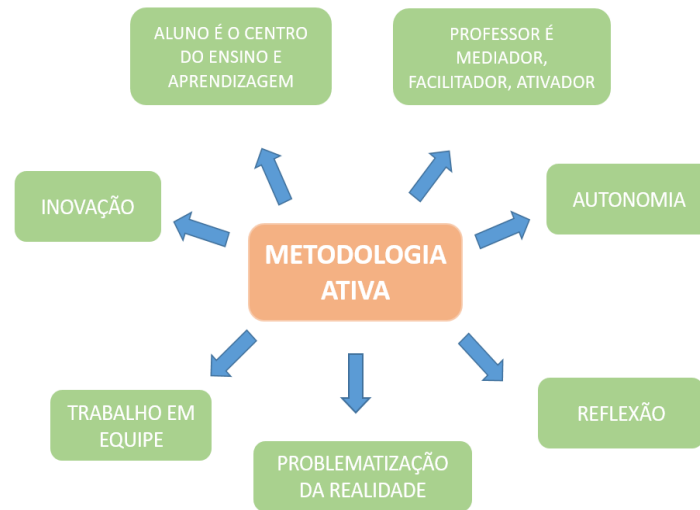 ALUNO É O CENTRO
DO ENSINO E
APRENDIZAGEM
PROFESSOR É
MEDIADOR,
FACILITADOR, ATIVADOR
INOVAÇÃO
AUTONOMIA
METODOLOGIA
ATIVA
TRABALHO EM
EQUIPE
REFLEXÃO
PROBLEMATIZAÇÃO
DA REALIDADE